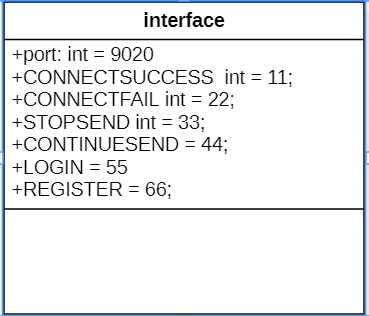 interface
+port: int = 9020
+CONNECTSUCCESS  int = 11;
+CONNECTFAIL int = 22;
+STOPSEND int = 33;
+CONTINUESEND = 44;
+LOGIN = 55
+REGISTER = 66;